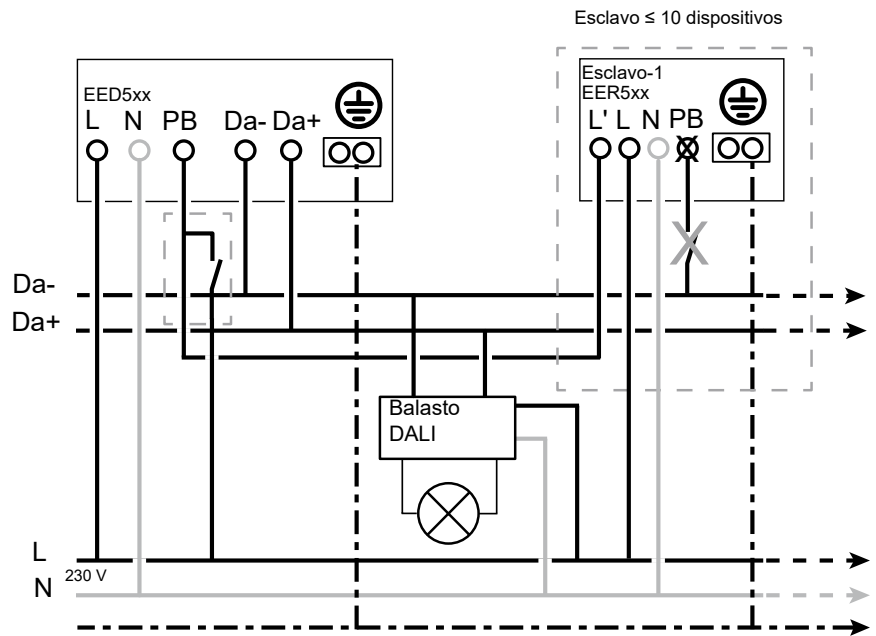 Esclavo ≤ 10 dispositivos
EED5xx
L N PB Da- Da+
Esclavo-1
EER5xx
L' L N PB
Da-
Da+
Balasto
DALI
L
230 V
N